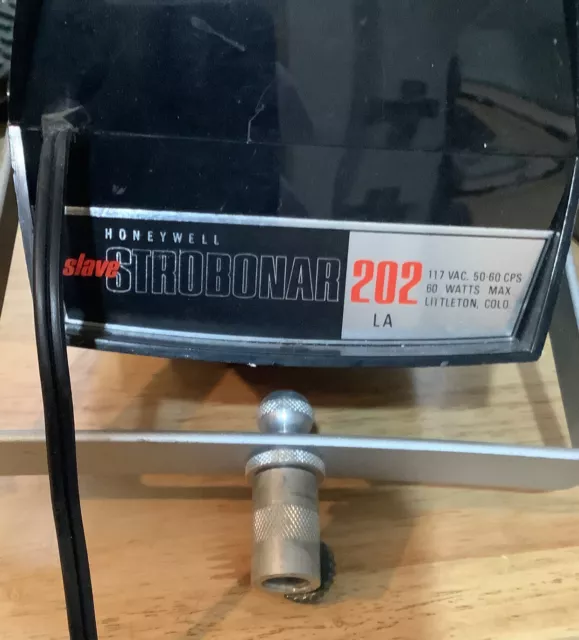 HONEYWELL
slave STROBONAR
202
LA
117 VAC. 50-60 CPS
60 WATTS MAX
LITTLETON, COLO.